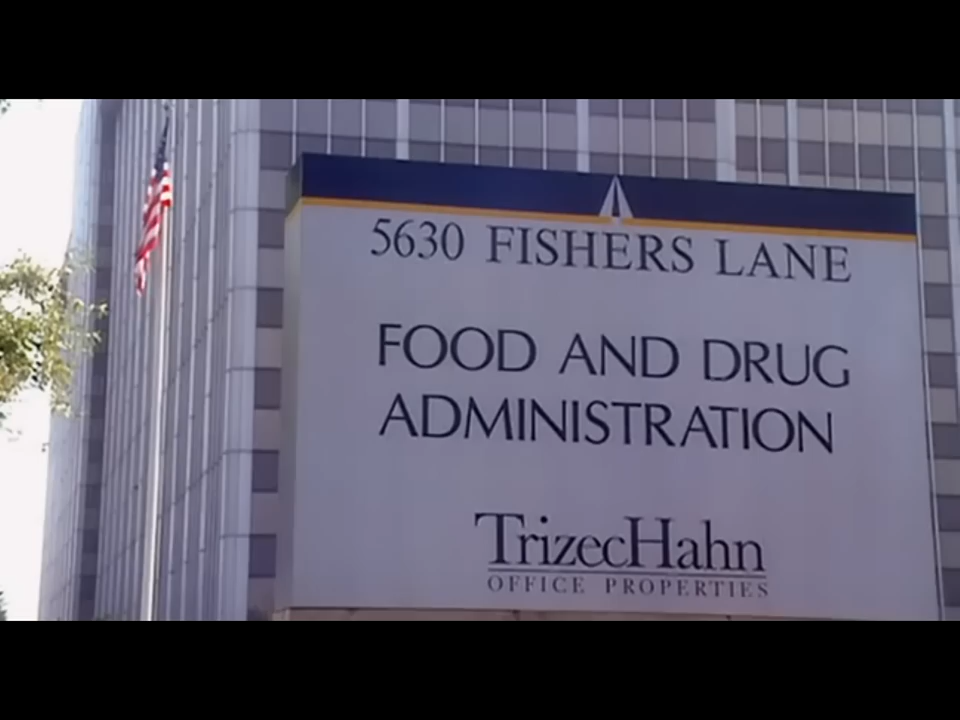 5630 FISHERS LANE
FOOD AND DRUG
ADMINISTRATION
TrizecHahn
OFFICE PROPERTIES